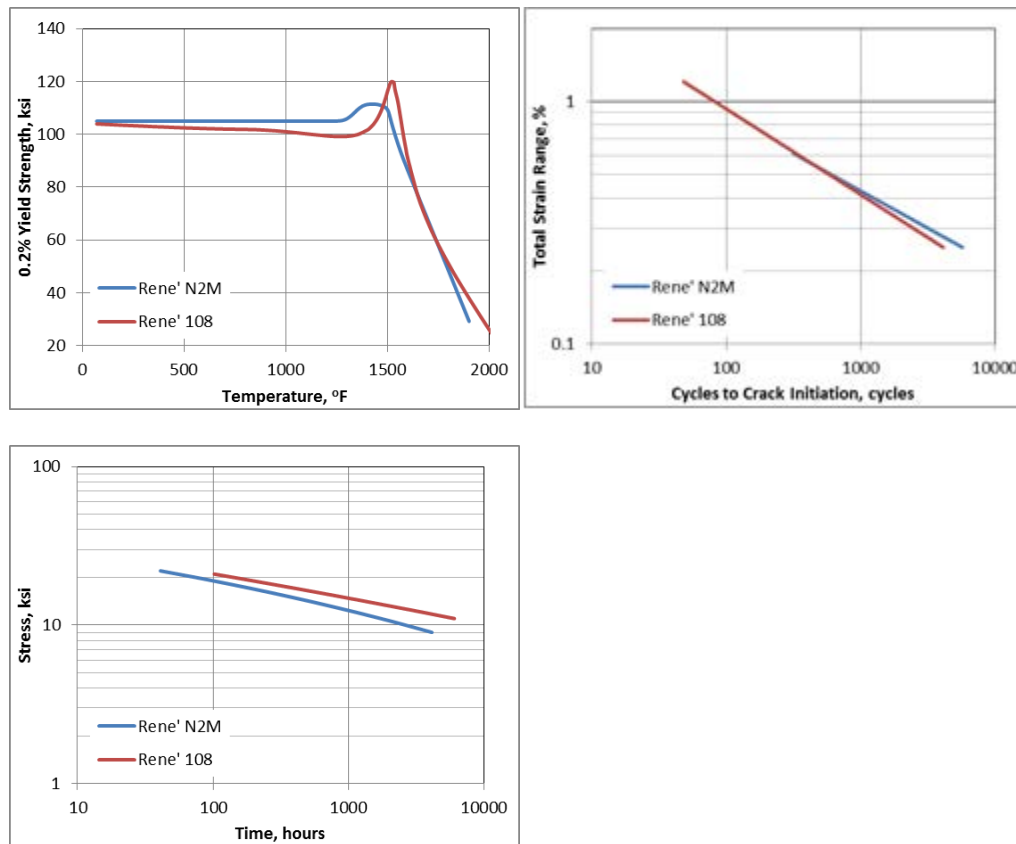 0.2% Yield Strength, ksi
140
120
100
80
60
40
20
0
500
1000
1500
2000
Temperature, ºF
Rene' N2M
Rene' 108
Total Strain Range, %
1
0.1
10
100
1000
10000
Cycles to Crack Initiation, cycles
Rene' N2M
Rene' 108
Stress, ksi
100
10
1
10
100
1000
10000
Time, hours
Rene' N2M
Rene' 108